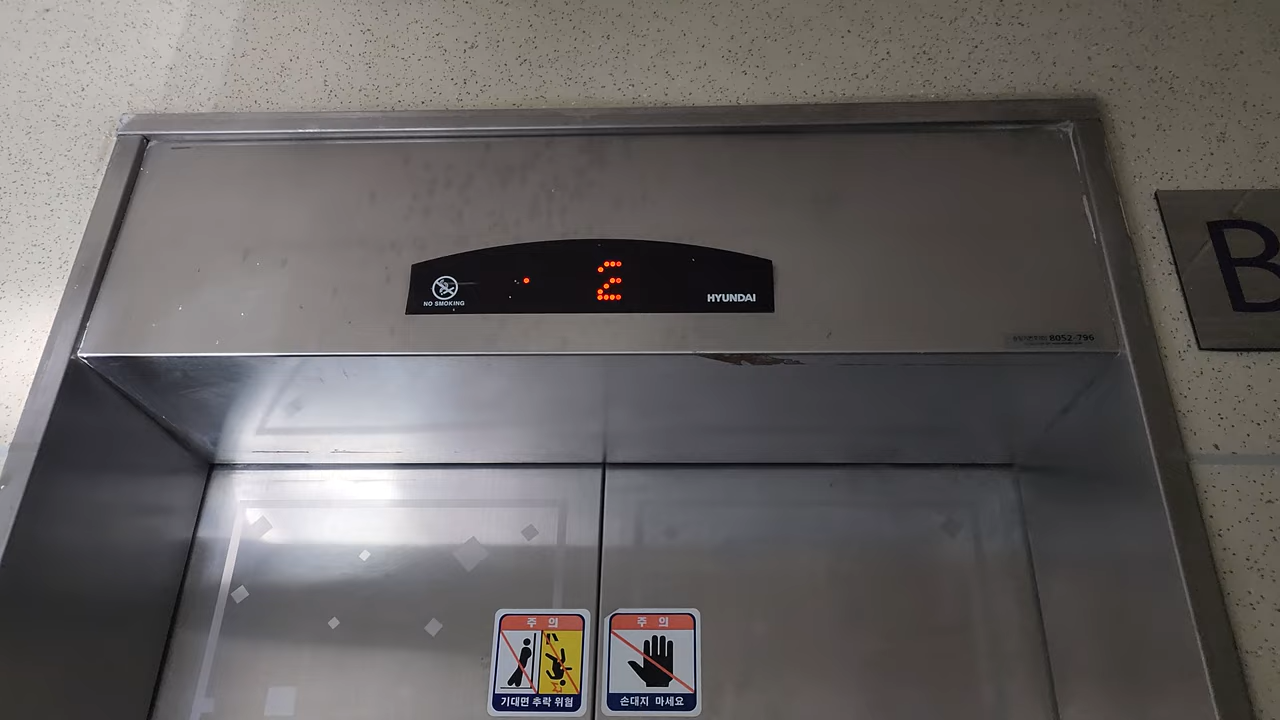 2
NO SMOKING
HYUNDAI
B
8052-796
주 의
기대면 추락 위험
주 의
손대지 마세요